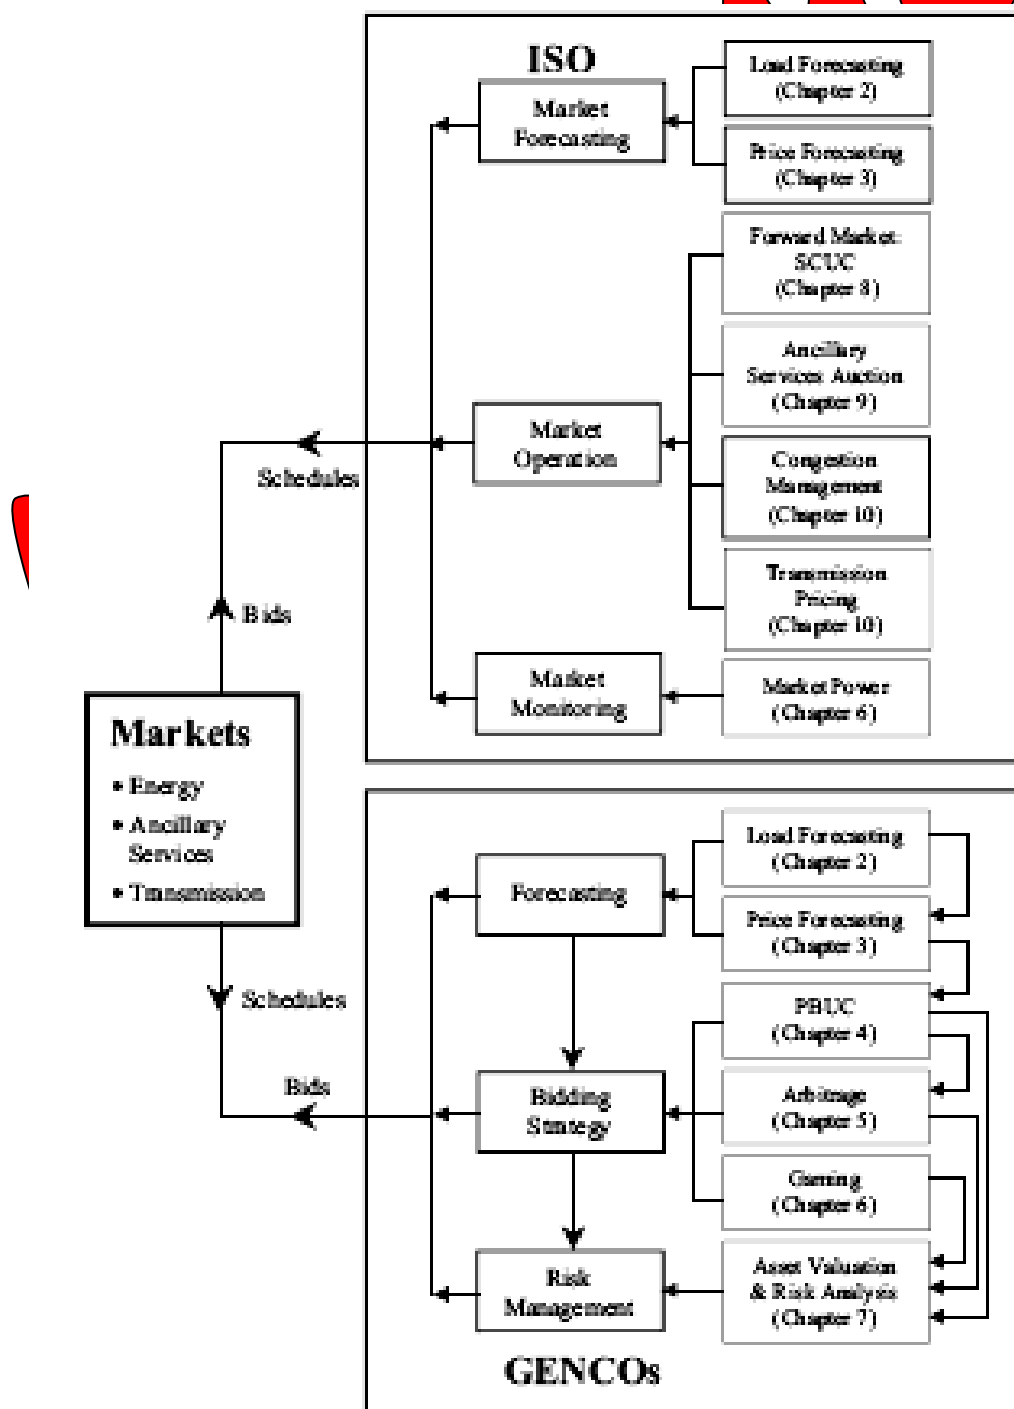 ISO
Market
Forecasting
Load Forecasting
(Chapter 2)
Price Forecasting
(Chapter 3)
Forward Market:
SCUC
(Chapter 8)
Ancillary
Services Auction
(Chapter 9)
Market
Operation
Congestion
Management
(Chapter 10)
Transmission
Pricing
(Chapter 10)
Market
Monitoring
Market Power
(Chapter 6)
Schedules
Bids
Markets
• Energy
• Ancillary
Services
• Transmission
Schedules
Bids
Forecasting
Load Forecasting
(Chapter 2)
Price Forecasting
(Chapter 3)
PBUC
(Chapter 4)
Bidding
Strategy
Arbitrage
(Chapter 5)
Gaming
(Chapter 6)
Risk
Management
Asset Valuation
& Risk Analysis
(Chapter 7)
GENCOs